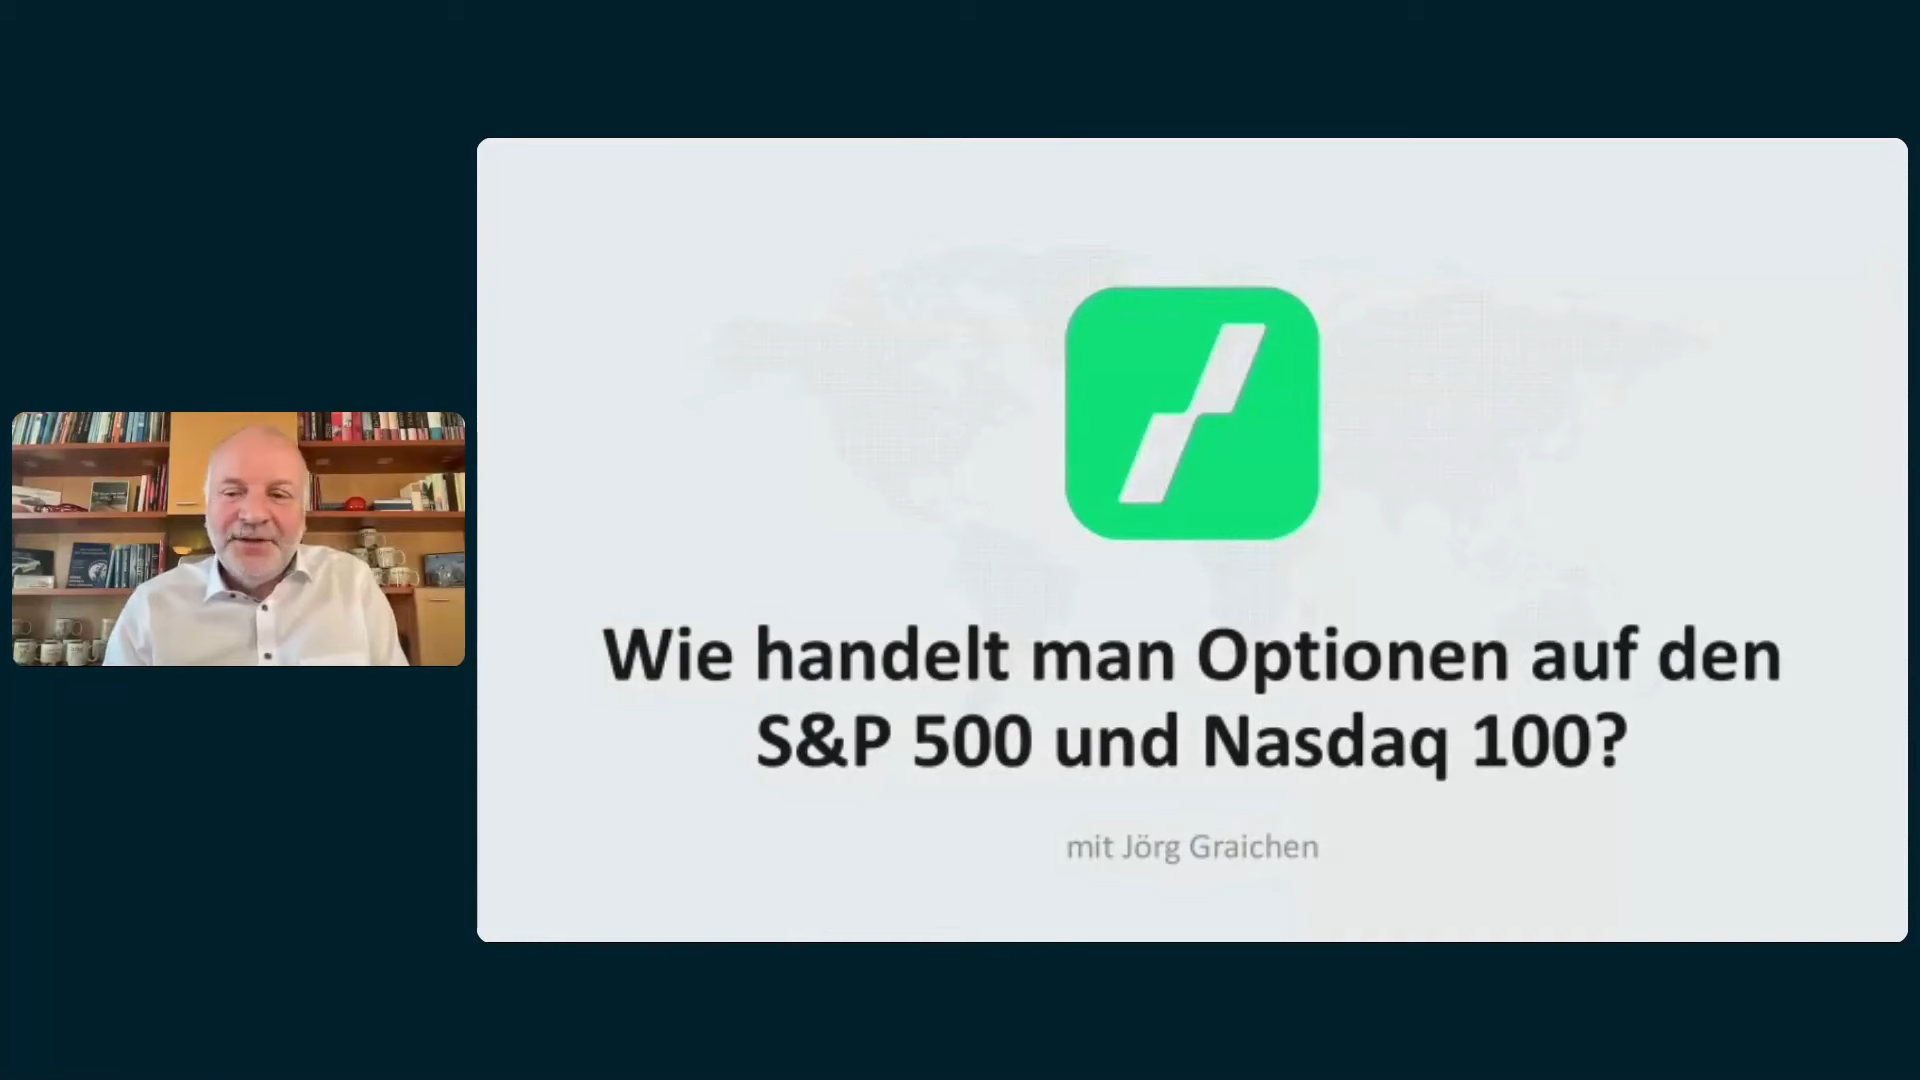 Wie handelt man Optionen auf den
S&P 500 und Nasdaq 100?
mit Jörg Graichen